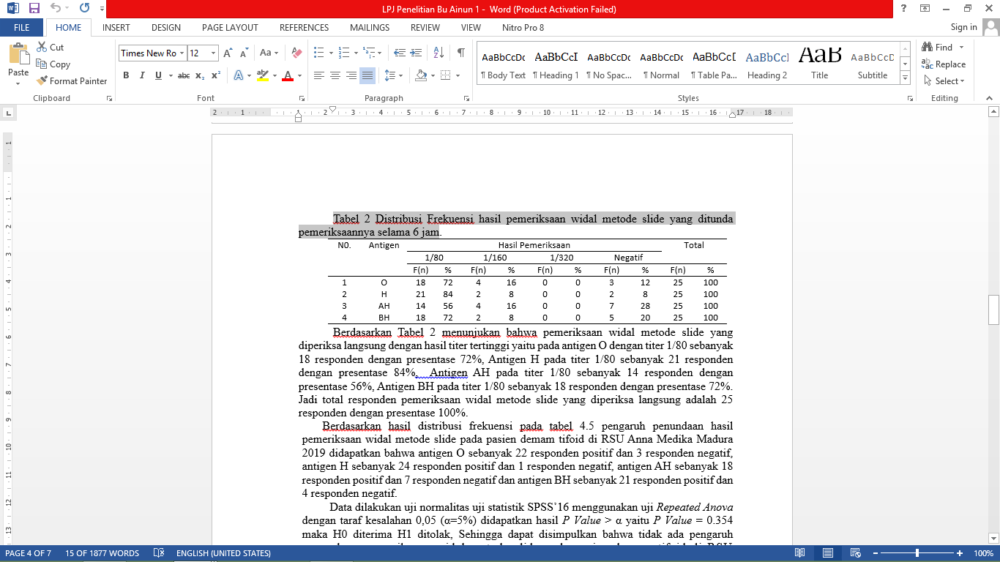 LPJ Penelitian Bu Ainun 1 - Word (Product Activation Failed)
FILE HOME INSERT DESIGN PAGE LAYOUT REFERENCES MAILINGS REVIEW VIEW Nitro Pro 8 Sign in
Paste
Cut
Copy
Format Painter
Clipboard
Times New Ro 12
Font
Paragraph
AaBbCcDc AaBbCcI AaBbCcDc AaBbCcDc AaBbCcI AaBbCcI AaB AaBbCcD
¶ Body Text ¶ Heading 1 ¶ No Spac... ¶ Normal ¶ Table Pa... Heading 2 Title Subtitle
Styles
Find
Replace
Select
Editing
2 1 1 2 3 4 5 6 7 8 9 10 11 12 13 14 15 16 17 18
1 1 2 3 4 5 6 7 8 9 10 11 12 13
Tabel 2 Distribusi Frekuensi hasil pemeriksaan widal metode slide yang ditunda
pemeriksaannya selama 6 jam.
N0. Antigen Hasil Pemeriksaan Total
1/80 1/160 1/320 Negatif
F(n) % F(n) % F(n) % F(n) % F(n) %
1 O 18 72 4 16 0 0 3 12 25 100
2 H 21 84 2 8 0 0 2 8 25 100
3 AH 14 56 4 16 0 0 7 28 25 100
4 BH 18 72 2 8 0 0 5 20 25 100
Berdasarkan Tabel 2 menunjukan bahwa pemeriksaan widal metode slide yang
diperiksa langsung dengan hasil titer tertinggi yaitu pada antigen O dengan titer 1/80 sebanyak
18 responden dengan presentase 72%, Antigen H pada titer 1/80 sebanyak 21 responden
dengan presentase 84%, Antigen AH pada titer 1/80 sebanyak 14 responden dengan
presentase 56%, Antigen BH pada titer 1/80 sebanyak 18 responden dengan presentase 72%.
Jadi total responden pemeriksaan widal metode slide yang diperiksa langsung adalah 25
responden dengan presentase 100%.
Berdasarkan hasil distribusi frekuensi pada tabel 4.5 pengaruh penundaan hasil
pemeriksaan widal metode slide pada pasien demam tifoid di RSU Anna Medika Madura
2019 didapatkan bahwa antigen O sebanyak 22 responden positif dan 3 responden negatif,
antigen H sebanyak 24 responden positif dan 1 responden negatif, antigen AH sebanyak 18
responden positif dan 7 responden negatif dan antigen BH sebanyak 21 responden positif dan
4 responden negatif.
Data dilakukan uji normalitas uji statistik SPSS’16 menggunakan uji Repeated Anova
dengan taraf kesalahan 0,05 (α=5%) didapatkan hasil P Value > α yaitu P Value = 0.354
maka H0 diterima H1 ditolak, Sehingga dapat disimpulkan bahwa tidak ada pengaruh
PAGE 4 OF 7 15 OF 1877 WORDS ENGLISH (UNITED STATES) 100%